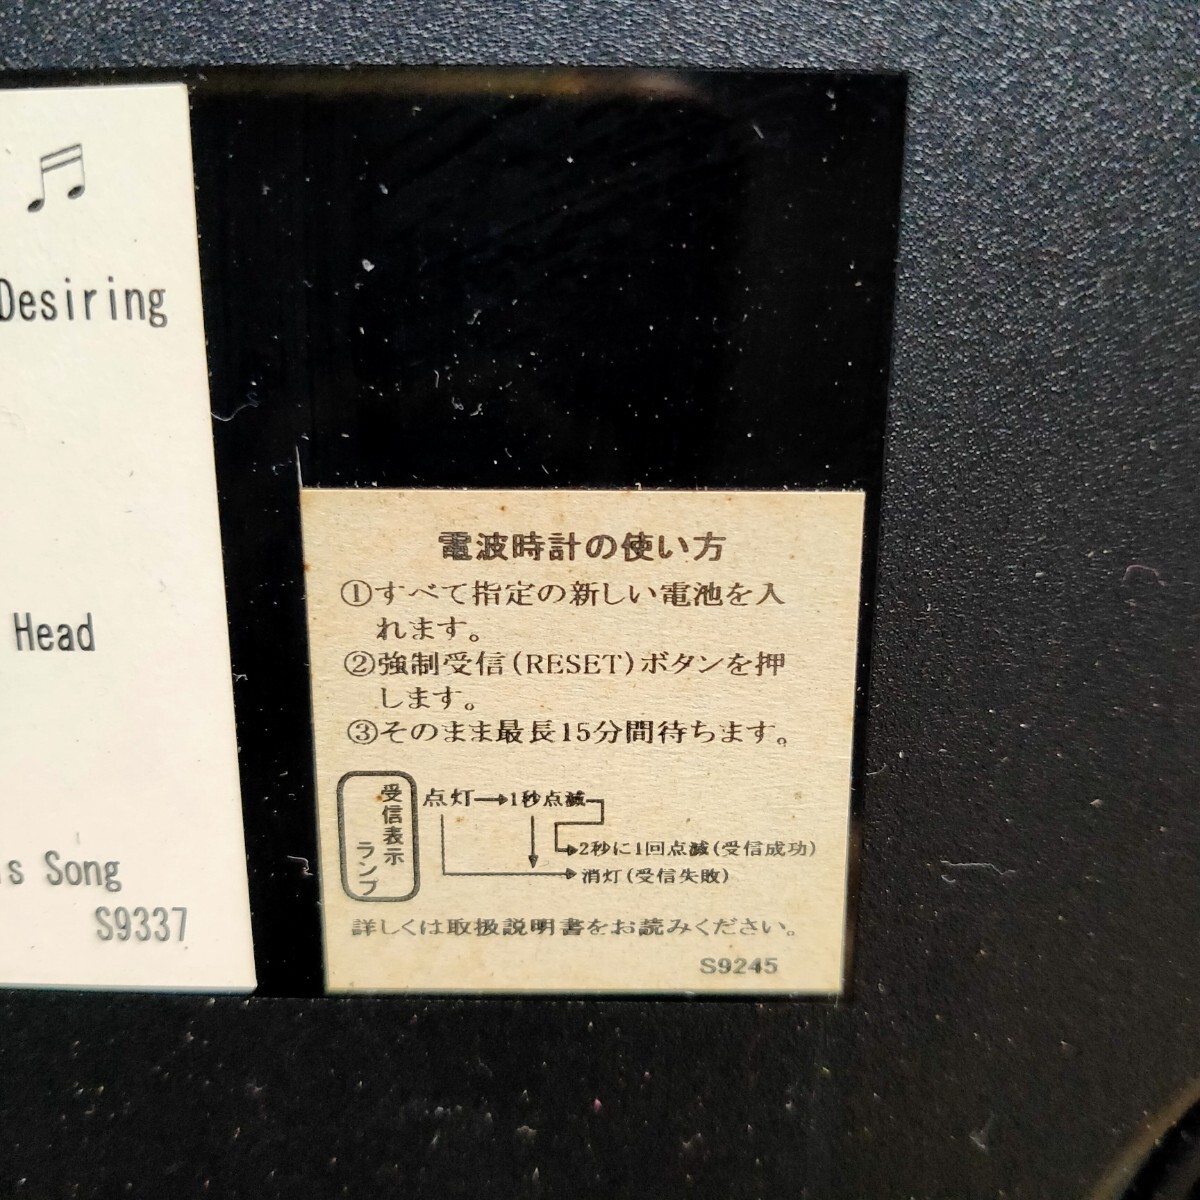 Desiring
Head
s Song
S9337
電波時計の使い方
①すべて指定の新しい電池を入
れます。
②強制受信(RESET)ボタンを押
します。
③そのまま最長15分間待ちます。
受信表示
ランプ
点灯→1秒点滅
2秒に1回点滅(受信成功)
消灯(受信失敗)
詳しくは取扱説明書をお読みください。
S9245